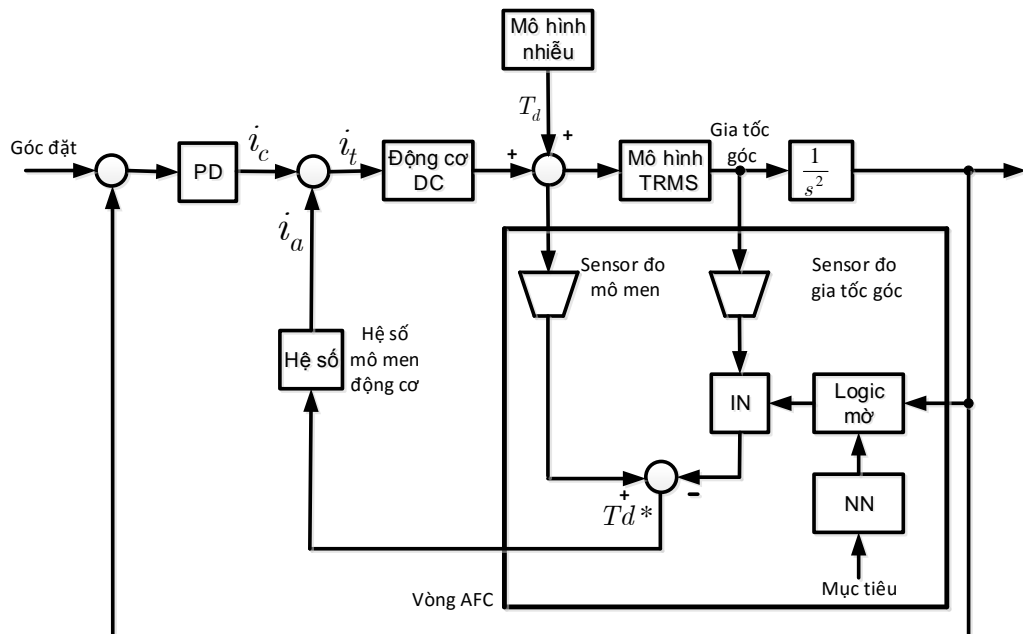 Mô hình
nhiễu
T_d
+
Góc đặt
PD
i_c
i_t
Động cơ
DC
+
Mô hình
TRMS
Gia tốc
góc
1
s²
i_a
Sensor đo
mô men
Sensor đo
gia tốc góc
Hệ số
Hệ số
mô men
động cơ
IN
Logic
mờ
+
−
Td*
NN
Mục tiêu
Vòng AFC